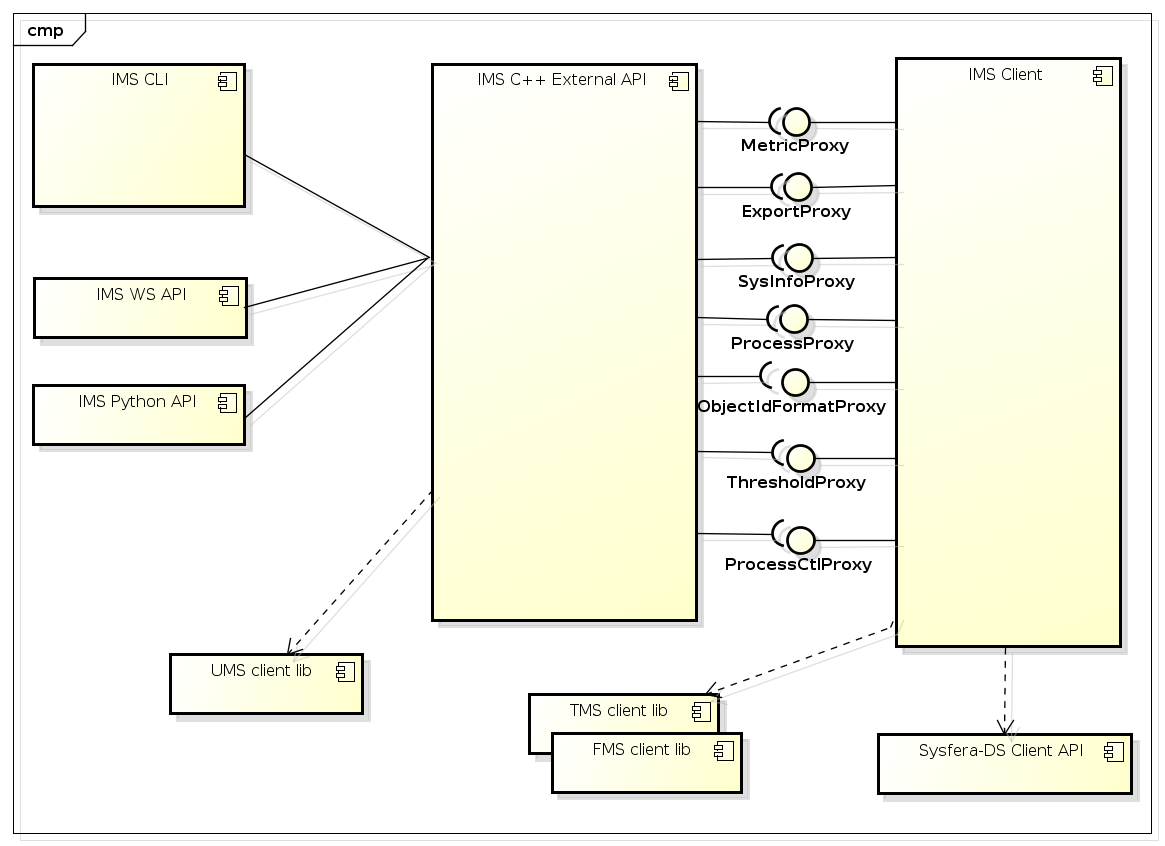 cmp
IMS CLI
IMS C++ External API
IMS Client
MetricProxy
ExportProxy
SysInfoProxy
IMS WS API
ProcessProxy
IMS Python API
ObjectIdFormatProxy
ThresholdProxy
ProcessCtlProxy
UMS client lib
TMS client lib
FMS client lib
Sysfera-DS Client API